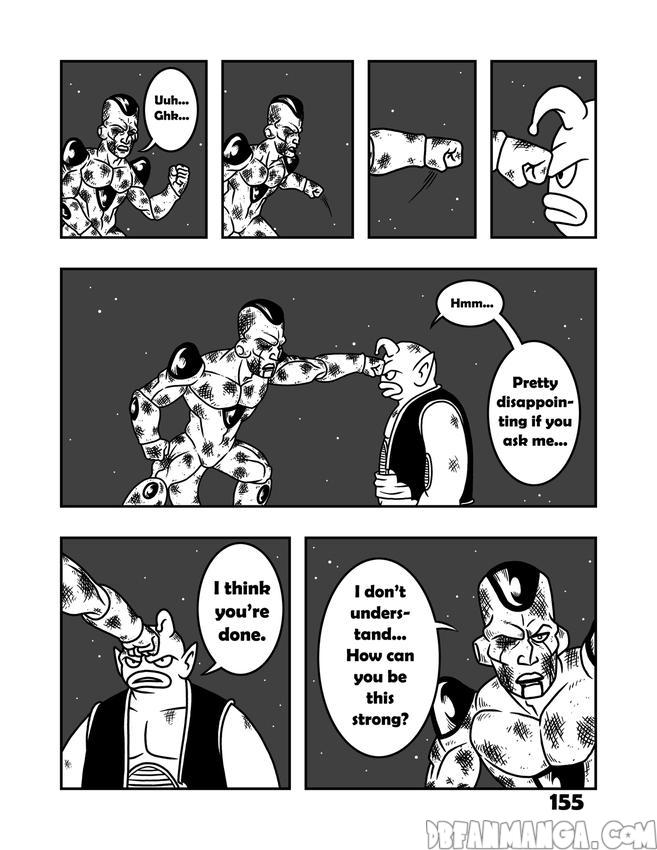 Uuh...
Ghk...
Hmm...
Pretty
disappoin-
ting if you
ask me...
I think
you're
done.
I don't
unders-
tand...
How can
you be
this
strong?
155
DBFANMANGA.COM